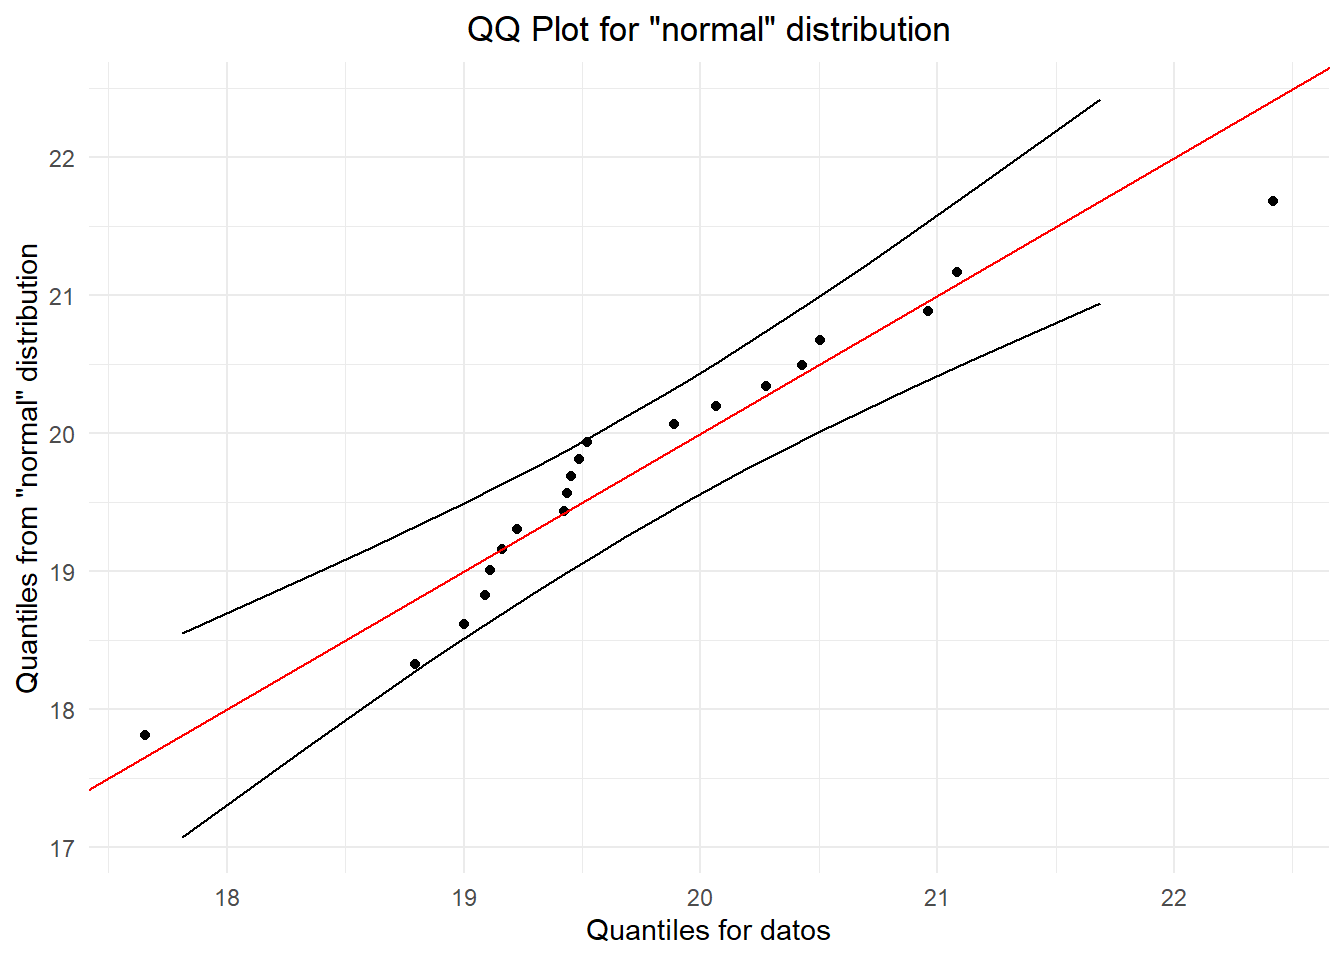 QQ Plot for "normal" distribution
Quantiles from "normal" distribution
22
21
20
19
18
17
18 19 20 21 22
Quantiles for datos